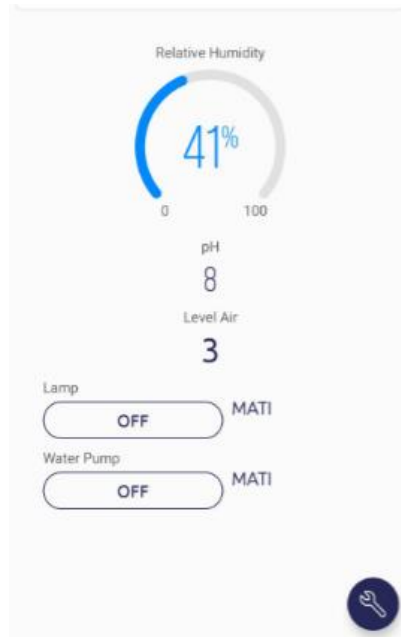 Relative Humidity
41%
0 100
pH
8
Level Air
3
Lamp
OFF MATI
Water Pump
OFF MATI